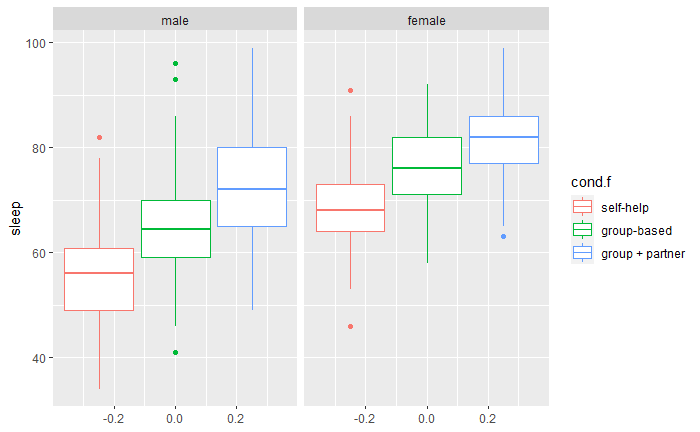 male female
100
80
60
40
sleep
-0.2 0.0 0.2 -0.2 0.0 0.2
cond.f
self-help
group-based
group + partner